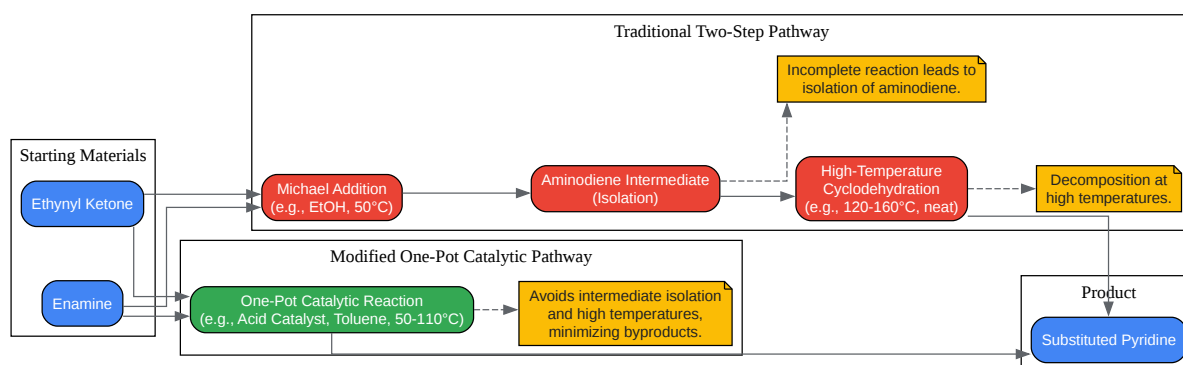 Traditional Two-Step Pathway
Incomplete reaction leads to
isolation of aminodiene.
Starting Materials
Ethynyl Ketone
Michael Addition
(e.g., EtOH, 50°C)
Aminodiene Intermediate
(Isolation)
High-Temperature
Cyclodehydration
(e.g., 120-160°C, neat)
Decomposition at
high temperatures.
Modified One-Pot Catalytic Pathway
Enamine
One-Pot Catalytic Reaction
(e.g., Acid Catalyst, Toluene, 50-110°C)
Avoids intermediate isolation
and high temperatures,
minimizing byproducts.
Product
Substituted Pyridine